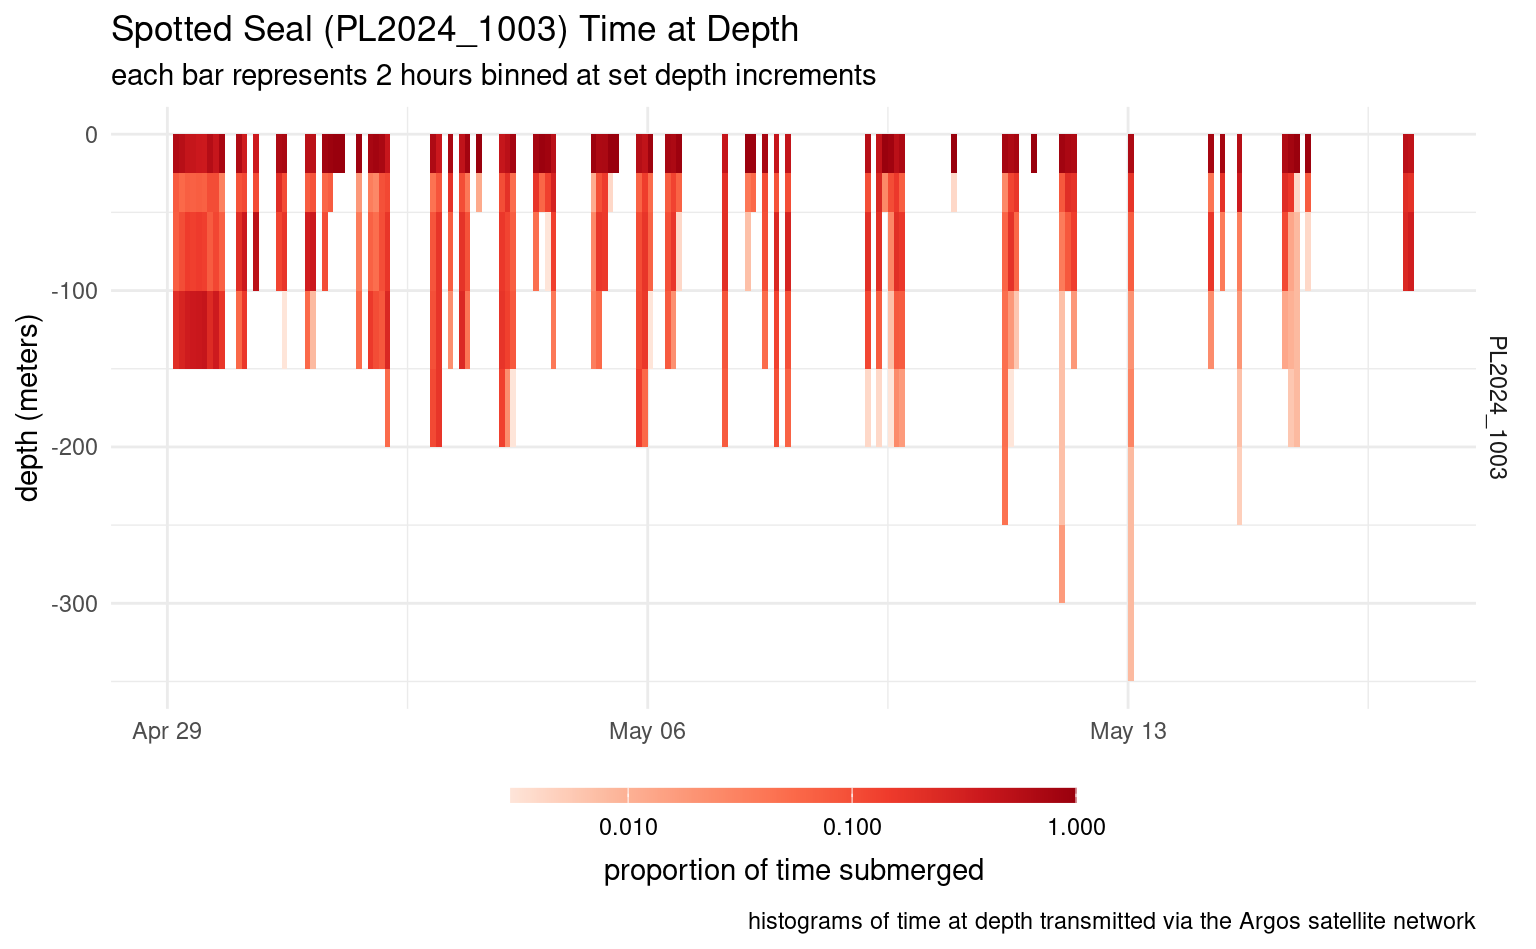 Spotted Seal (PL2024_1003) Time at Depth
each bar represents 2 hours binned at set depth increments
depth (meters)
0
-100
-200
-300
PL2024_1003
Apr 29
May 06
May 13
0.010
0.100
1.000
proportion of time submerged
histograms of time at depth transmitted via the Argos satellite network